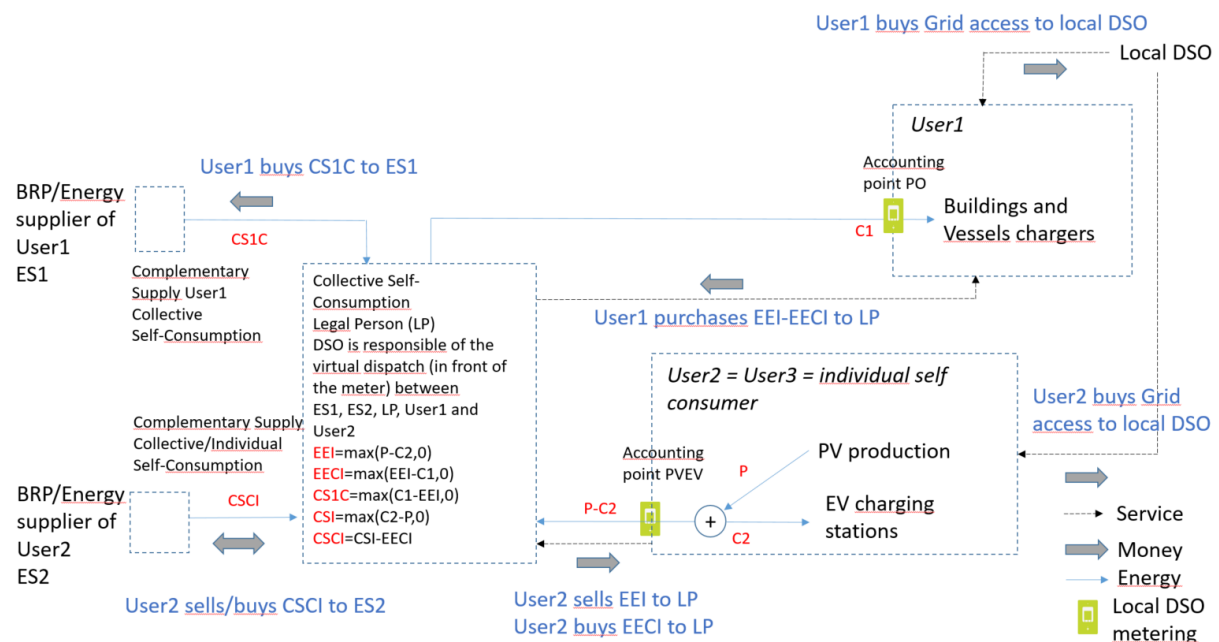 User1 buys Grid access to local DSO
Local DSO
User1
User1 buys CS1C to ES1
Accounting
point PO
BRP/Energy
supplier of
User1
ES1
CS1C
C1
Buildings and
Vessels chargers
Complementary
Supply User1
Collective
Self-Consumption
Collective Self-
Consumption
Legal Person (LP)
DSO is responsible of the
virtual dispatch (in front of
the meter) between
ES1, ES2, LP, User1 and
User2
EEI=max(P-C2,0)
EECI=max(EEI-C1,0)
CS1C=max(C1-EEI,0)
CSI=max(C2-P,0)
CSCI=CSI-EECI
User1 purchases EEI-EECI to LP
User2 = User3 = individual self
consumer
User2 buys Grid
access to local DSO
Complementary Supply
Collective/Individual
Self-Consumption
Accounting
point PVEV
PV production
P
BRP/Energy
supplier of
User2
ES2
CSCI
P-C2
+
C2
EV charging
stations
User2 sells/buys CSCI to ES2
User2 sells EEI to LP
User2 buys EECI to LP
Service
Money
Energy
Local DSO
metering